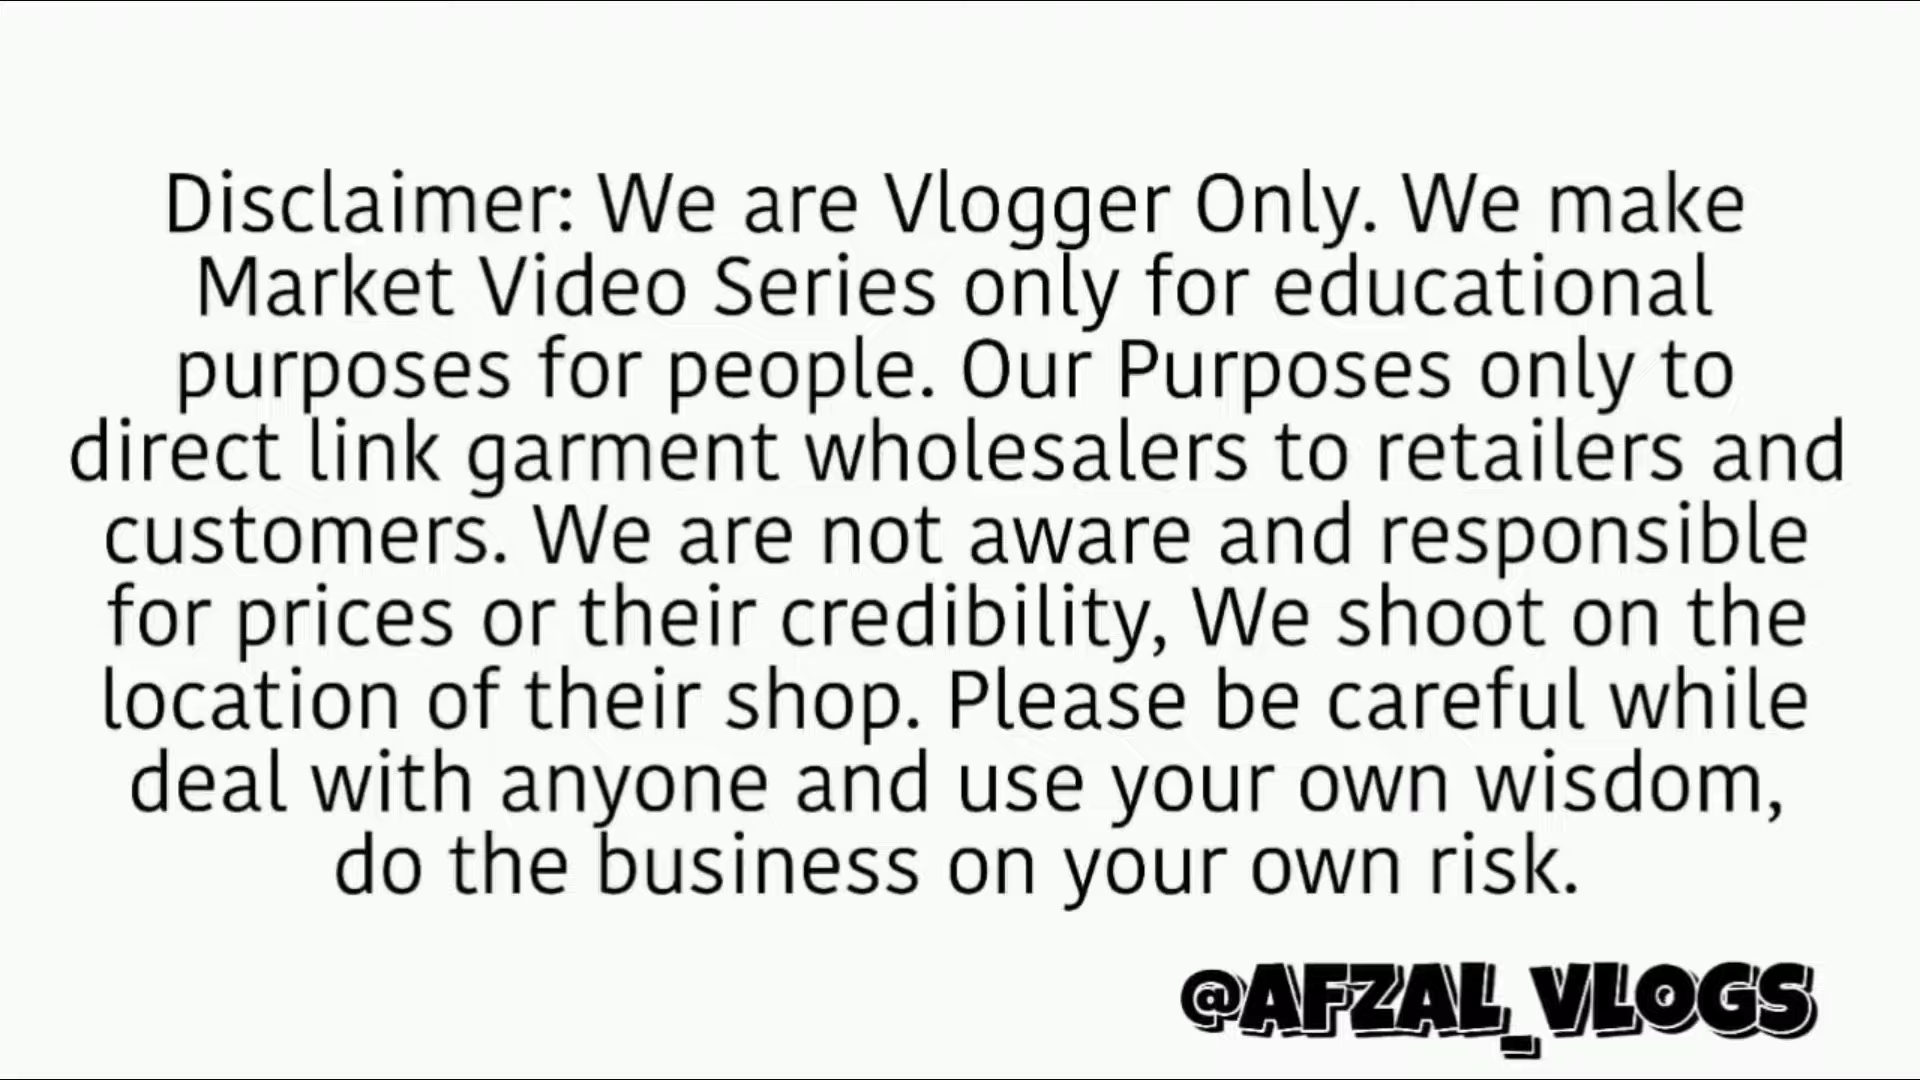 Disclaimer: We are Vlogger Only. We make
Market Video Series only for educational
purposes for people. Our Purposes only to
direct link garment wholesalers to retailers and
customers. We are not aware and responsible
for prices or their credibility, We shoot on the
location of their shop. Please be careful while
deal with anyone and use your own wisdom,
do the business on your own risk.
@AFZAL_VLOGS